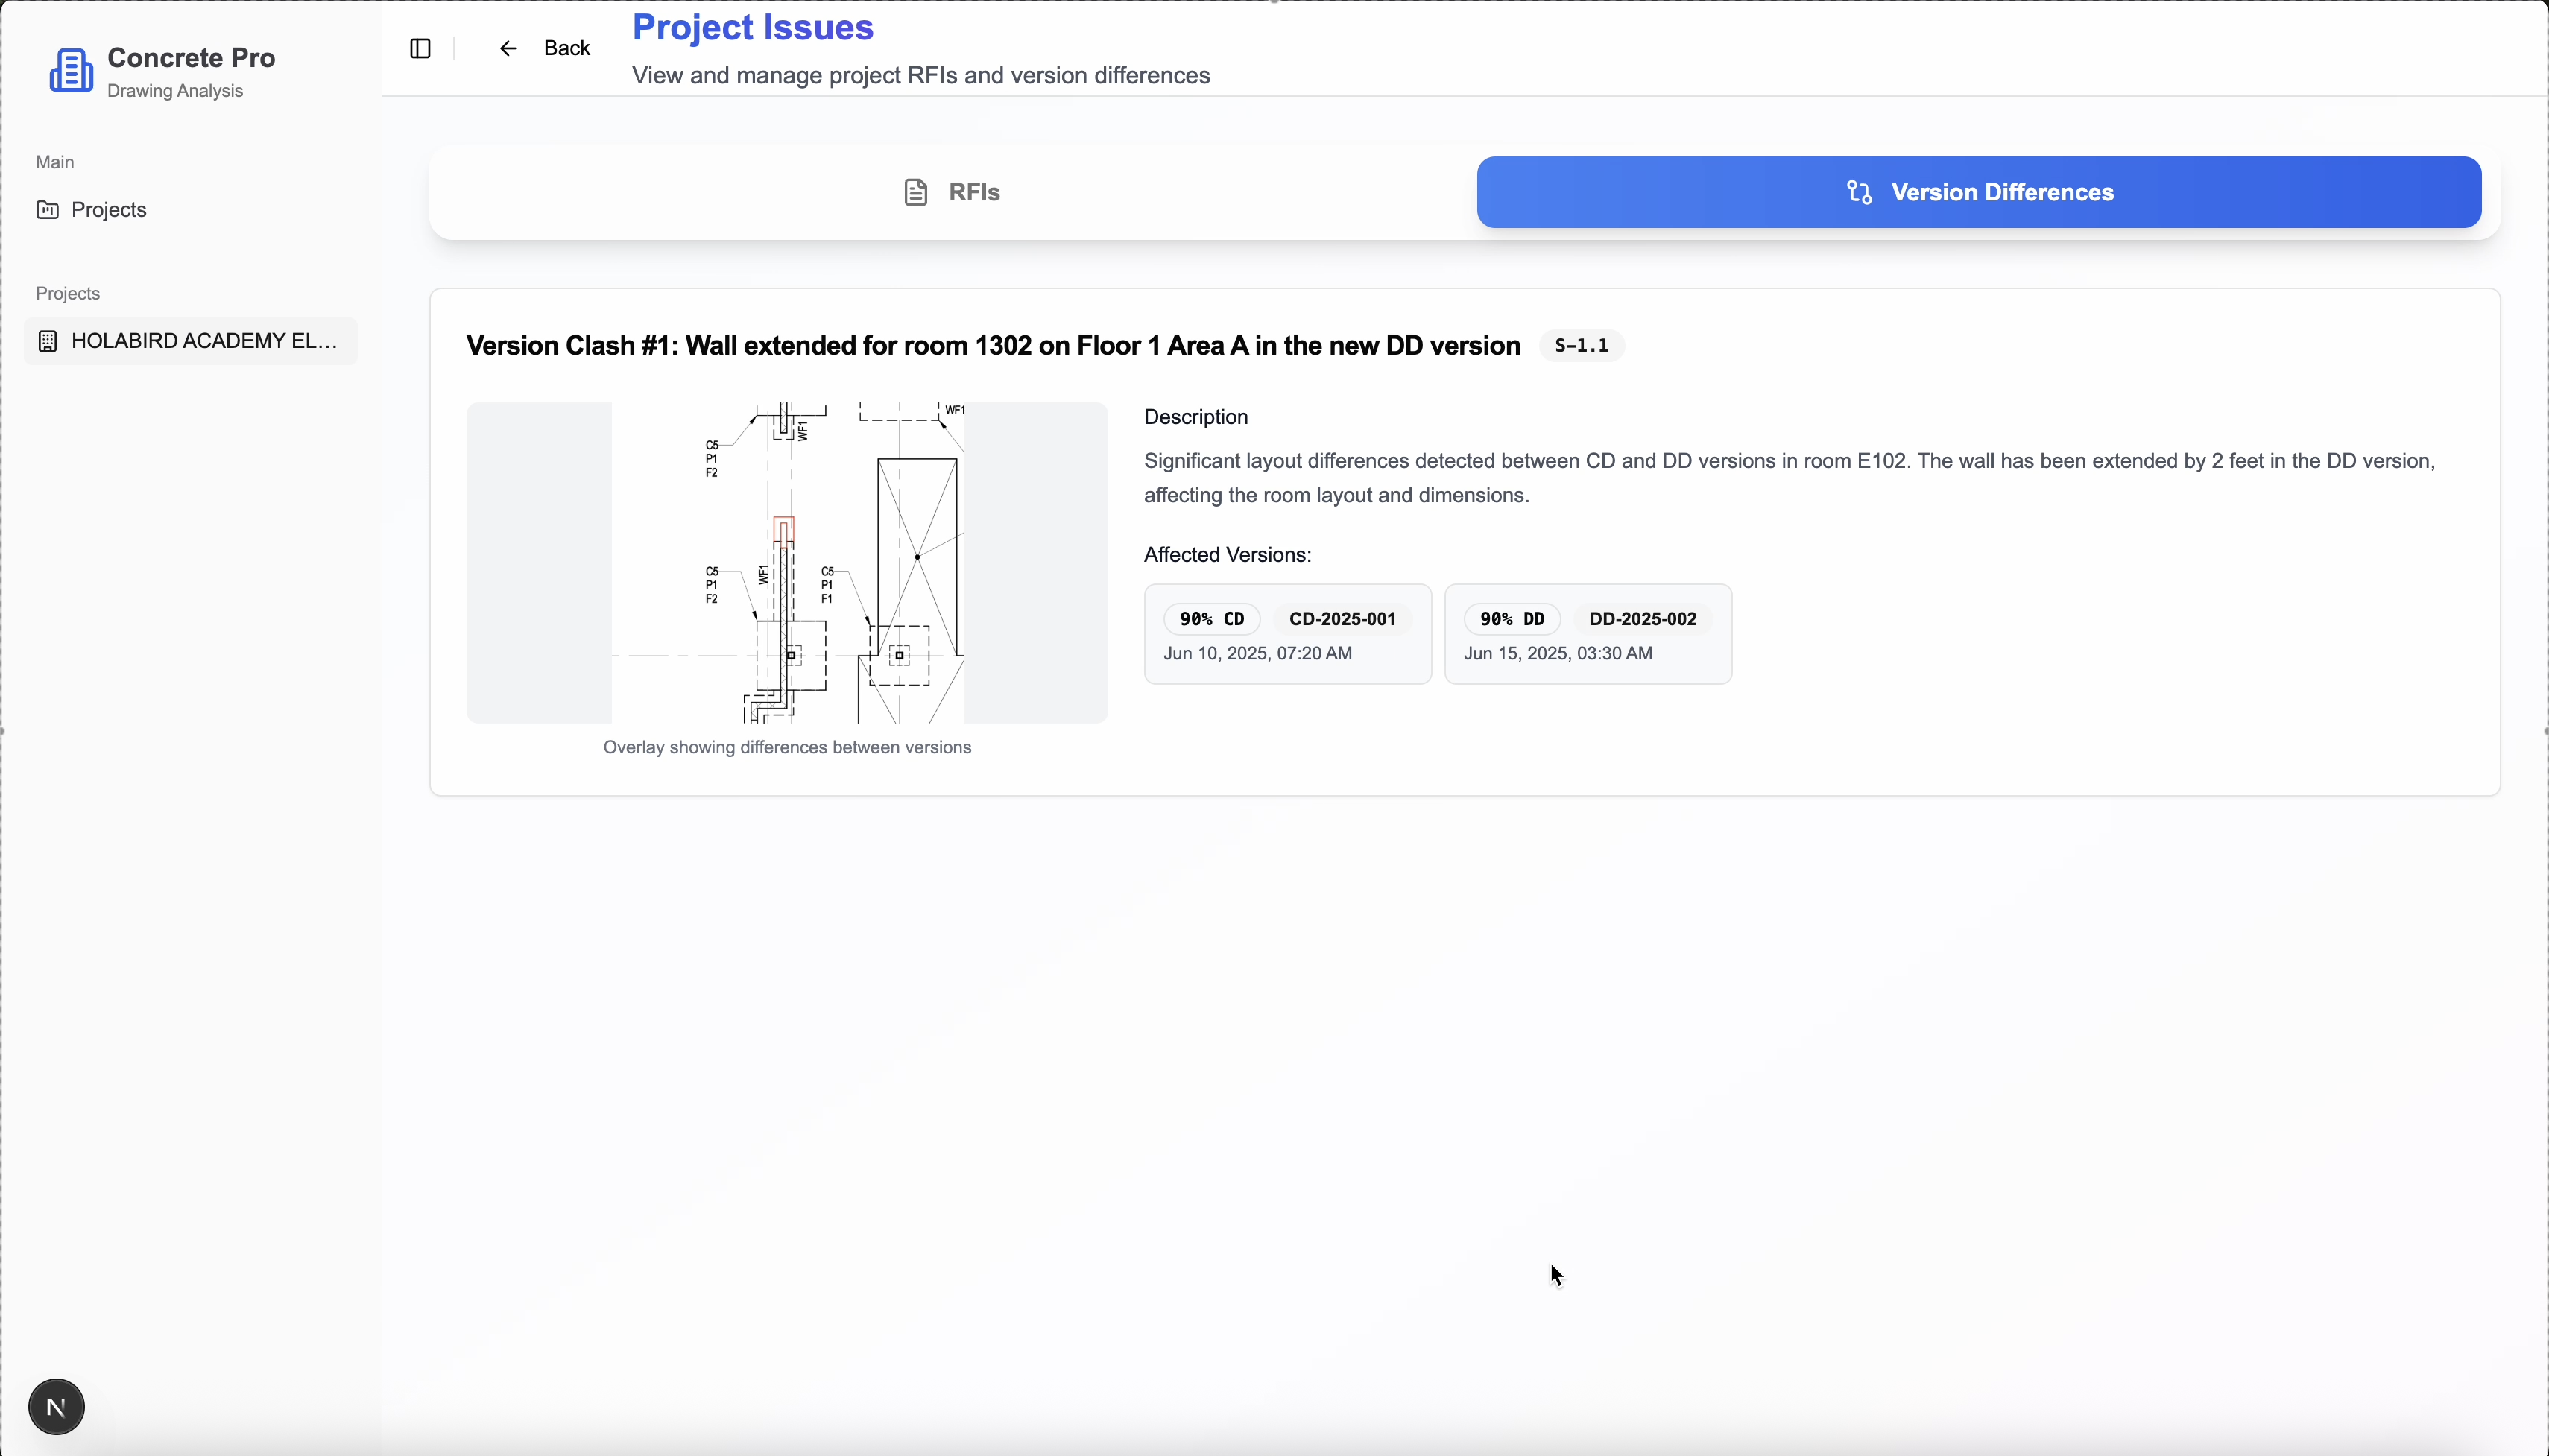 Concrete Pro
Drawing Analysis
Main
Projects
Projects
HOLABIRD ACADEMY EL...
Back
Project Issues
View and manage project RFIs and version differences
RFIs
Version Differences
Version Clash #1: Wall extended for room 1302 on Floor 1 Area A in the new DD version
S-1.1
WF1
WF1
C5
P1
F2
C5
P1
F2
WF1
C5
P1
F1
Overlay showing differences between versions
Description
Significant layout differences detected between CD and DD versions in room E102. The wall has been extended by 2 feet in the DD version,
affecting the room layout and dimensions.
Affected Versions:
90% CD
CD-2025-001
Jun 10, 2025, 07:20 AM
90% DD
DD-2025-002
Jun 15, 2025, 03:30 AM
N